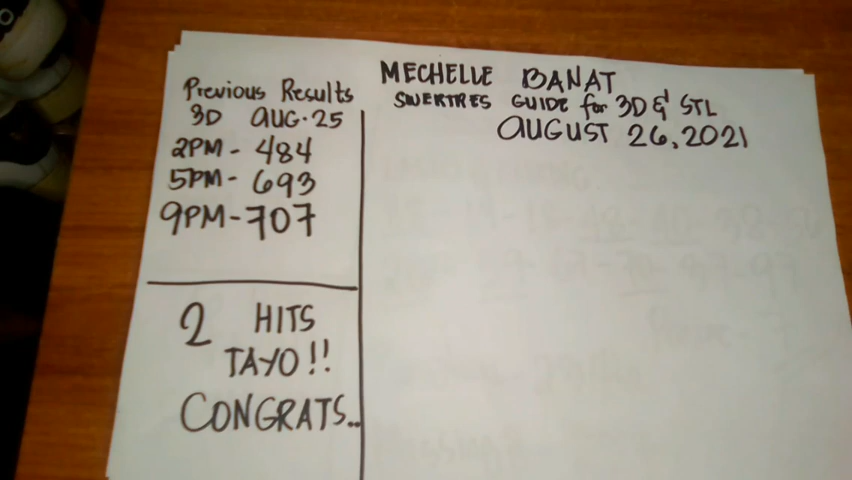 Previous Results
3D AUG.25
2PM - 484
5PM - 693
9PM - 707
2 HITS
TAYO!!
CONGRATS..
MECHELLE BANAT
SWERTRES GUIDE for 3D & STL
AUGUST 26, 2021